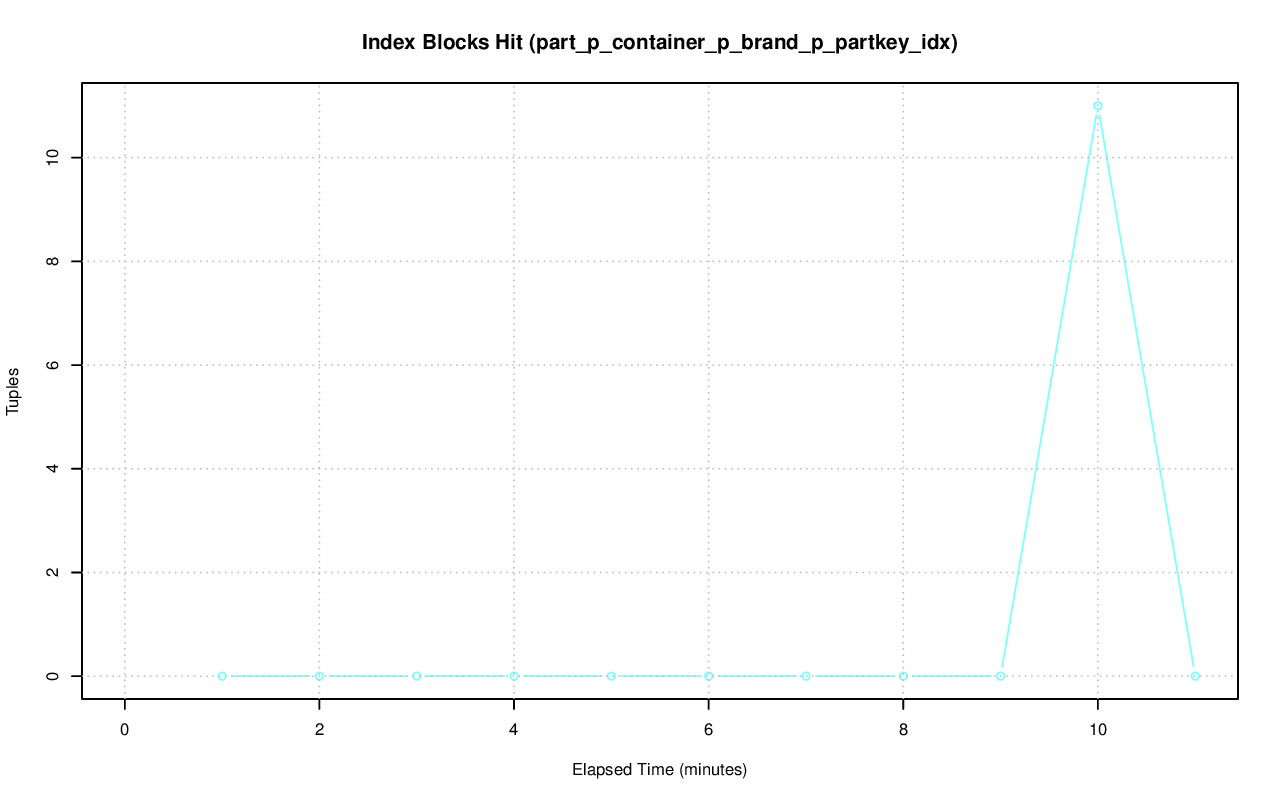 Index Blocks Hit (part_p_container_p_brand_p_partkey_idx)
Tuples
10
8
6
4
2
0
0 2 4 6 8 10
Elapsed Time (minutes)